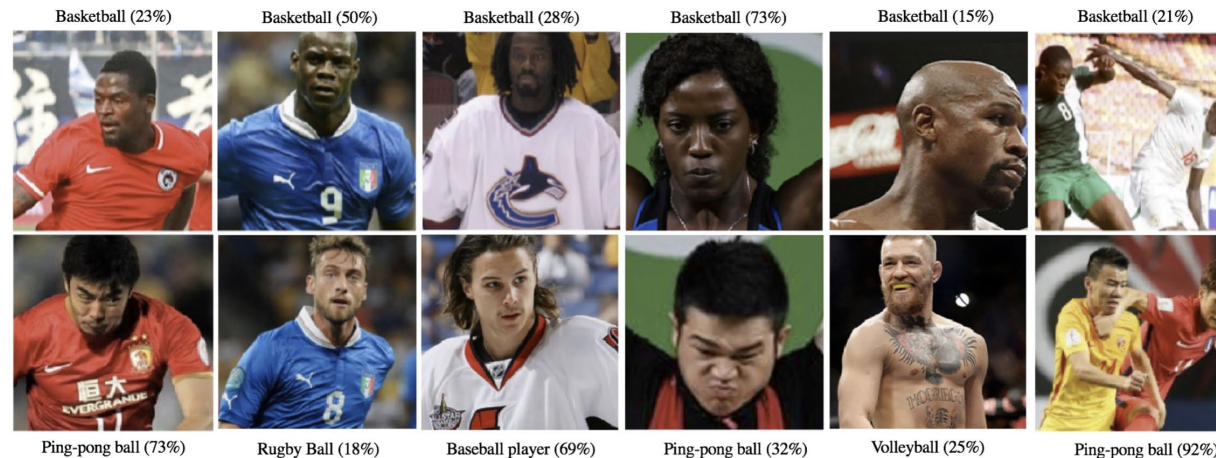 Basketball (23%)
Basketball (50%)
Basketball (28%)
Basketball (73%)
Basketball (15%)
Basketball (21%)
9
8
恒大
EVERGRANDE
8
Ping-pong ball (73%)
Rugby Ball (18%)
Baseball player (69%)
Ping-pong ball (32%)
Volleyball (25%)
Ping-pong ball (92%)